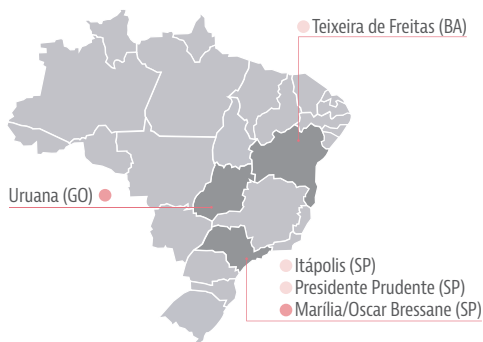 Teixeira de Freitas (BA)
Uruana (GO)
Itápolis (SP)
Presidente Prudente (SP)
Marília/Oscar Bressane (SP)